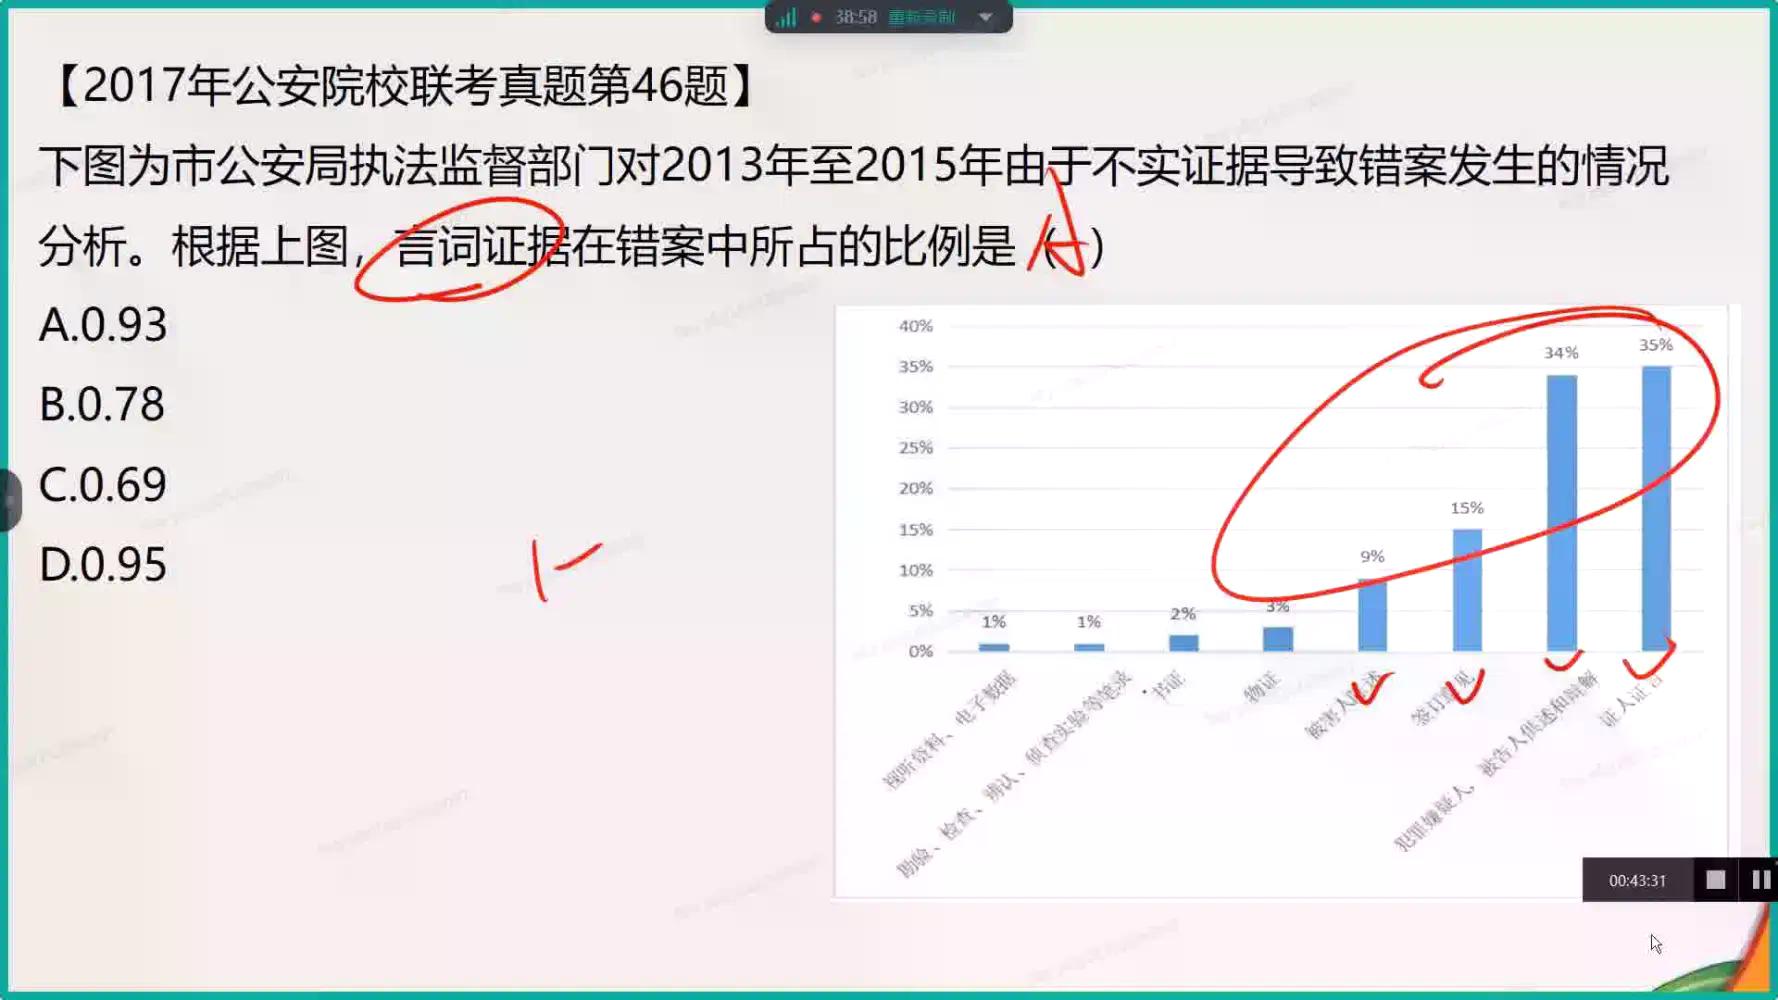 38:58 重新录制
【2017年公安院校联考真题第46题】
下图为市公安局执法监督部门对2013年至2015年由于不实证据导致错案发生的情况
分析。根据上图，言词证据在错案中所占的比例是（A）
A.0.93
B.0.78
C.0.69
D.0.95
40%
35%
30%
25%
20%
15%
10%
5%
0%
1%
1%
2%
3%
9%
15%
34%
35%
视听资料、电子数据
勘验、检查、辨认、侦查实验等笔录
书证
物证
被害人陈述
意见
犯罪嫌疑人，被告人供述和辩解
证人证言
00:43:31